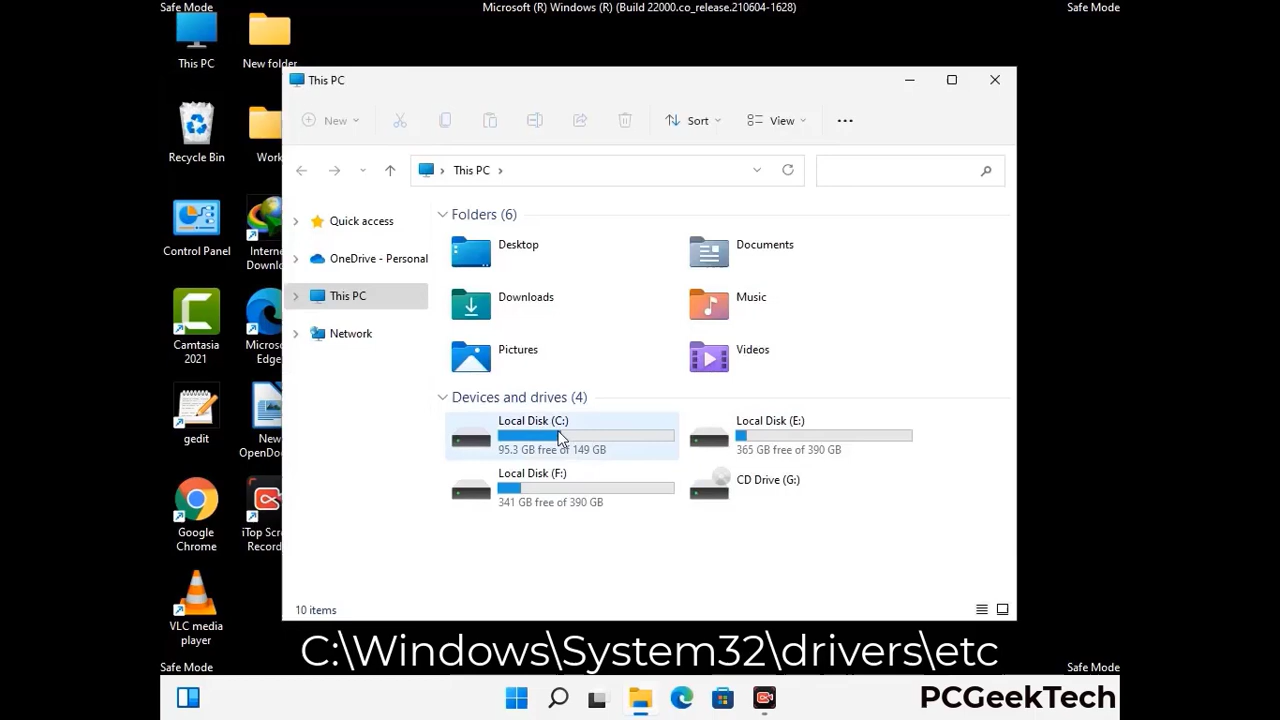 Safe Mode
Microsoft (R) Windows (R) (Build 22000.co_release.210604-1628)
Safe Mode
This PC
New folder
Recycle Bin
Work
Control Panel
Intern
Downlo
Camtasia
2021
Micros
Edge
gedit
New
OpenDo
Google
Chrome
iTop Scre
Record
VLC media
player
This PC
New
Sort
View
This PC
Quick access
OneDrive - Personal
This PC
Network
Folders (6)
Desktop
Documents
Downloads
Music
Pictures
Videos
Devices and drives (4)
Local Disk (C:)
95.3 GB free of 149 GB
Local Disk (E:)
365 GB free of 390 GB
Local Disk (F:)
341 GB free of 390 GB
CD Drive (G:)
10 items
C:\Windows\System32\drivers\etc
Safe Mode
Safe Mode
PCGeekTech